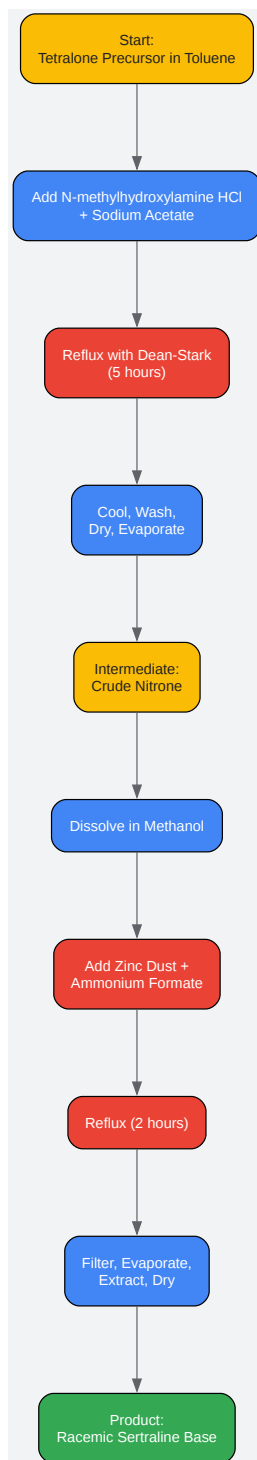 Start:
Tetralone Precursor in Toluene
Add N-methylhydroxylamine HCl
+ Sodium Acetate
Reflux with Dean-Stark
(5 hours)
Cool, Wash,
Dry, Evaporate
Intermediate:
Crude Nitrone
Dissolve in Methanol
Add Zinc Dust +
Ammonium Formate
Reflux (2 hours)
Filter, Evaporate,
Extract, Dry
Product:
Racemic Sertraline Base